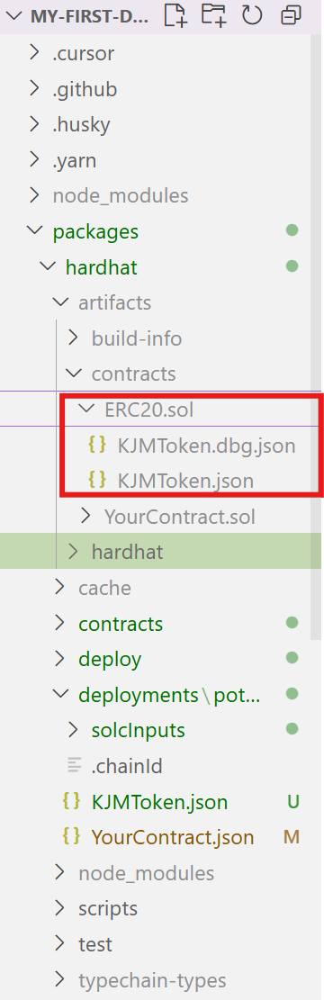 MY-FIRST-D...
.cursor
.github
.husky
.yarn
node_modules
packages
hardhat
artifacts
build-info
contracts
ERC20.sol
{} KJMToken.dbg.json
{} KJMToken.json
YourContract.sol
hardhat
cache
contracts
deploy
deployments\pot...
solcInputs
.chainId
{} KJMToken.json U
{} YourContract.json M
node_modules
scripts
test
typechain-types